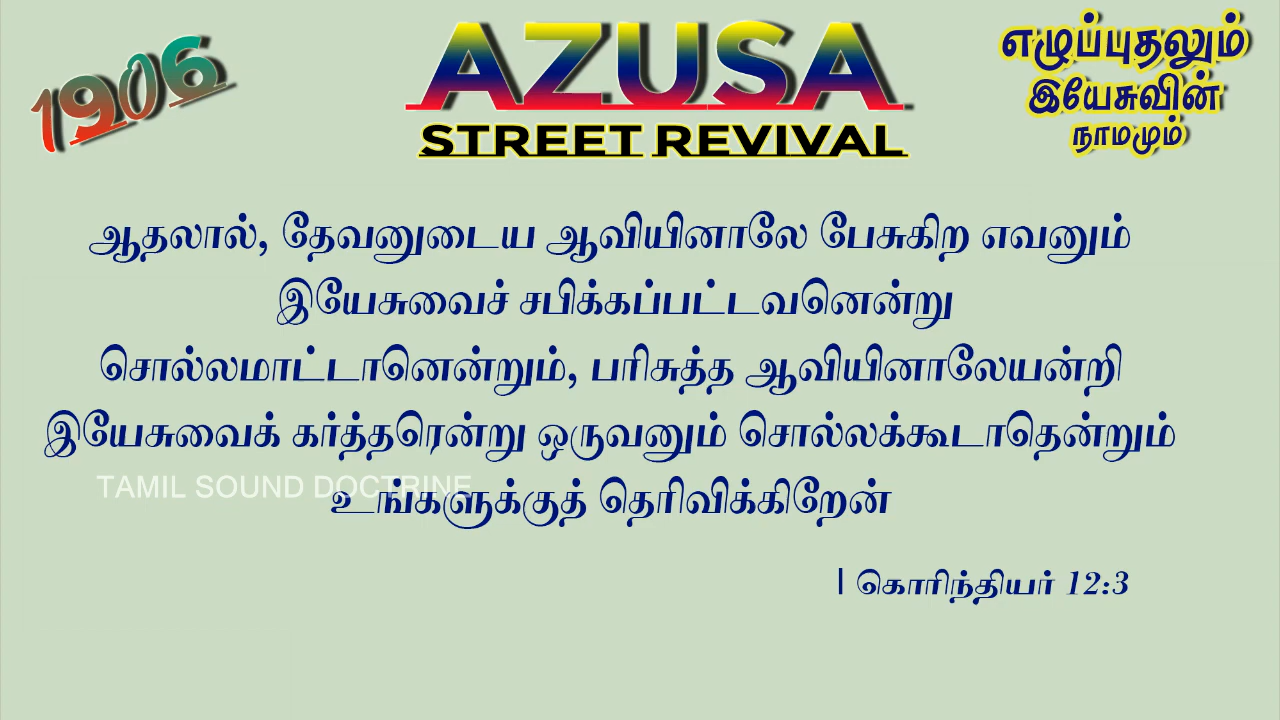 1906
AZUSA
STREET REVIVAL
எழுப்புதலும்
இயேசுவின்
நாமமும்
ஆதலால், தேவனுடைய ஆவியினாலே பேசுகிற எவனும்
இயேசுவைச் சபிக்கப்பட்டவனென்று
சொல்லமாட்டானென்றும், பரிசுத்த ஆவியினாலேயன்றி
இயேசுவைக் கர்த்தரென்று ஒருவனும் சொல்லக்கூடாதென்றும்
உங்களுக்குத் தெரிவிக்கிறேன்
TAMIL SOUND DOCTRINE
I கொரிந்தியர் 12:3